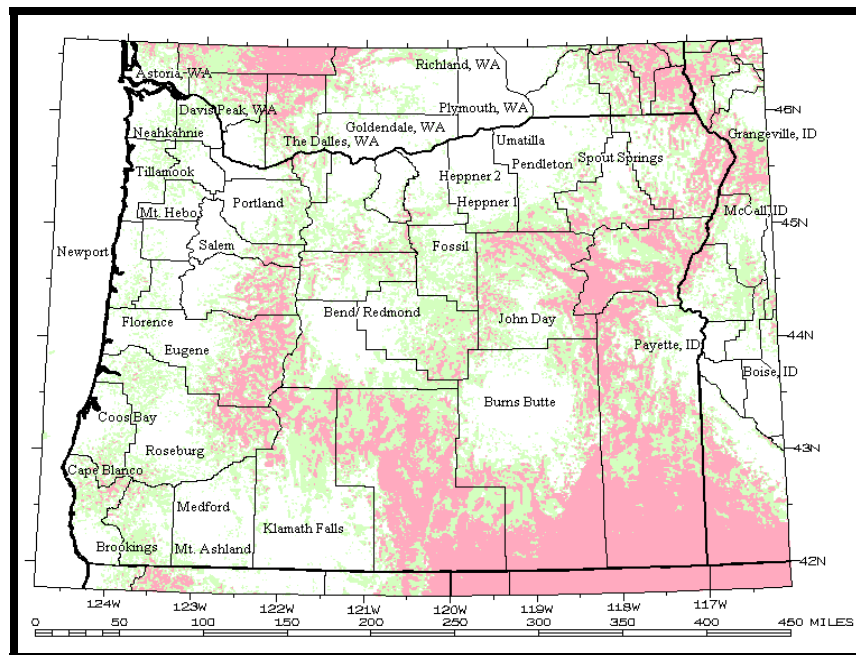 Richland, WA
Astoria, WA
Davis Peak, WA
Plymouth, WA
46N
Goldendale, WA
Neahkahnie
The Dalles, WA
Umatilla
Grangeville, ID
Pendleton
Spout Springs
Tillamook
Heppner 2
Portland
Heppner 1
McCall, ID
Mt. Hebo
45N
Newport
Salem
Fossil
Florence
Bend/ Redmond
John Day
44N
Eugene
Payette, ID
Boise, ID
Burns Butte
Coos Bay
Roseburg
43N
Cape Blanco
Medford
Klamath Falls
Brookings
Mt. Ashland
42N
124W 123W 122W 121W 120W 119W 118W 117W
0 50 100 150 200 250 300 350 400 450 MILES